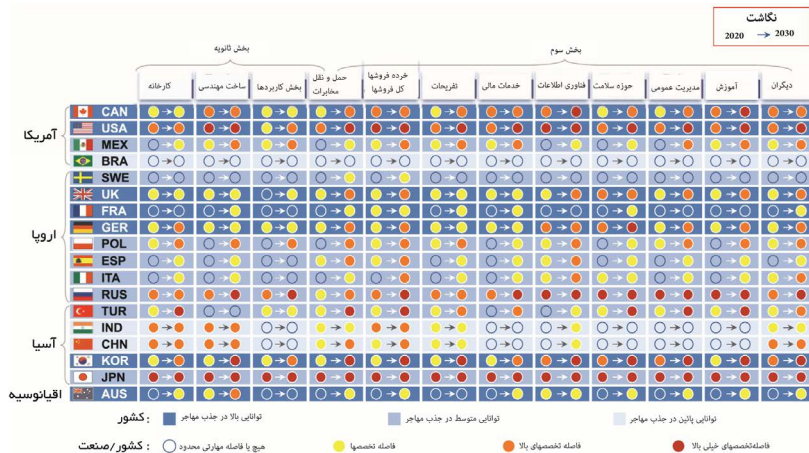 نگاشت
2020 → 2030
بخش ثانویه
بخش سوم
کارخانه
ساخت مهندسی
بخش کاربردها
حمل و نقل
مخابرات
خرده فروشها
کل فروشها
تفریحات
خدمات مالی
فناوری اطلاعات
حوزه سلامت
مدیریت عمومی
آموزش
دیگران
آمریکا
CAN
USA
MEX
BRA
اروپا
SWE
UK
FRA
GER
POL
ESP
ITA
RUS
آسیا
TUR
IND
CHN
KOR
JPN
اقیانوسیه
AUS
کشور :
توانایی بالا در جذب مهاجر
توانایی متوسط در جذب مهاجر
توانایی پائین در جذب مهاجر
کشور/صنعت :
هیچ یا فاصله مهارتی محدود
فاصله تخصصها
فاصله تخصصهای بالا
فاصله‌تخصصهای خیلی بالا